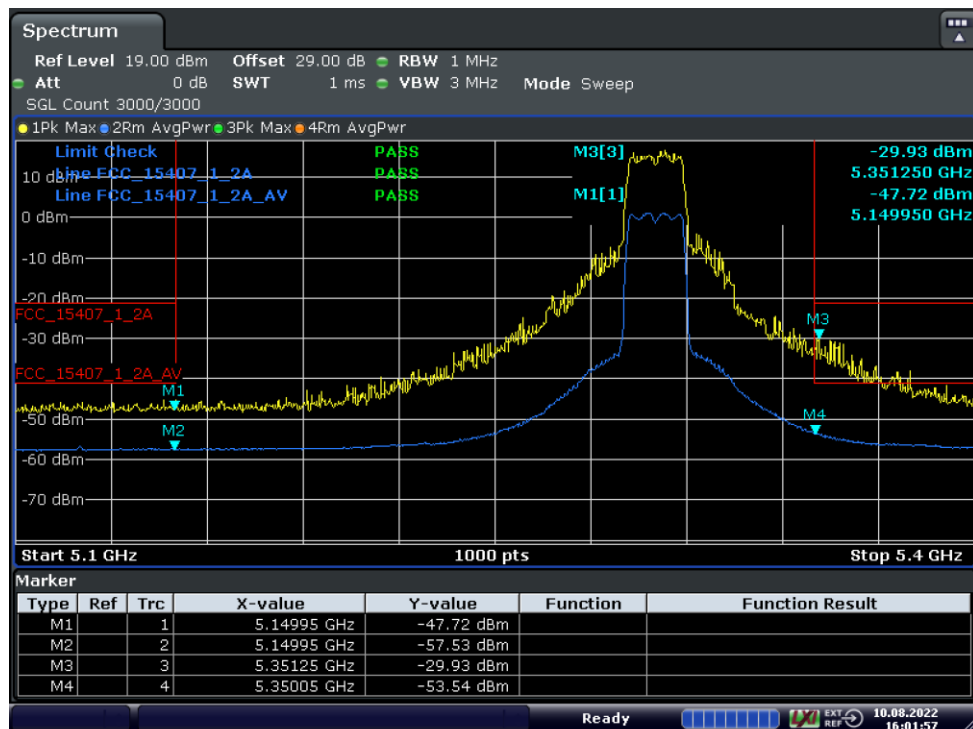 Spectrum
Ref Level 19.00 dBm Offset 29.00 dB RBW 1 MHz
Att 0 dB SWT 1 ms VBW 3 MHz Mode Sweep
SGL Count 3000/3000
1Pk Max 2Rm AvgPwr 3Pk Max 4Rm AvgPwr
Limit Check PASS M3[3] -29.93 dBm
10 dBm Line FCC_15407_1_2A PASS 5.351250 GHz
Line FCC_15407_1_2A_AV PASS M1[1] -47.72 dBm
0 dBm 5.149950 GHz
-10 dBm
-20 dBm
FCC_15407_1_2A
M3
-30 dBm
FCC_15407_1_2A_AV
M1
M4
-50 dBm
M2
-60 dBm
-70 dBm
Start 5.1 GHz 1000 pts Stop 5.4 GHz
Marker
Type Ref Trc X-value Y-value Function Function Result
M1 1 5.14995 GHz -47.72 dBm
M2 2 5.14995 GHz -57.53 dBm
M3 3 5.35125 GHz -29.93 dBm
M4 4 5.35005 GHz -53.54 dBm
Ready LXI EXT REF 10.08.2022
16:01:57